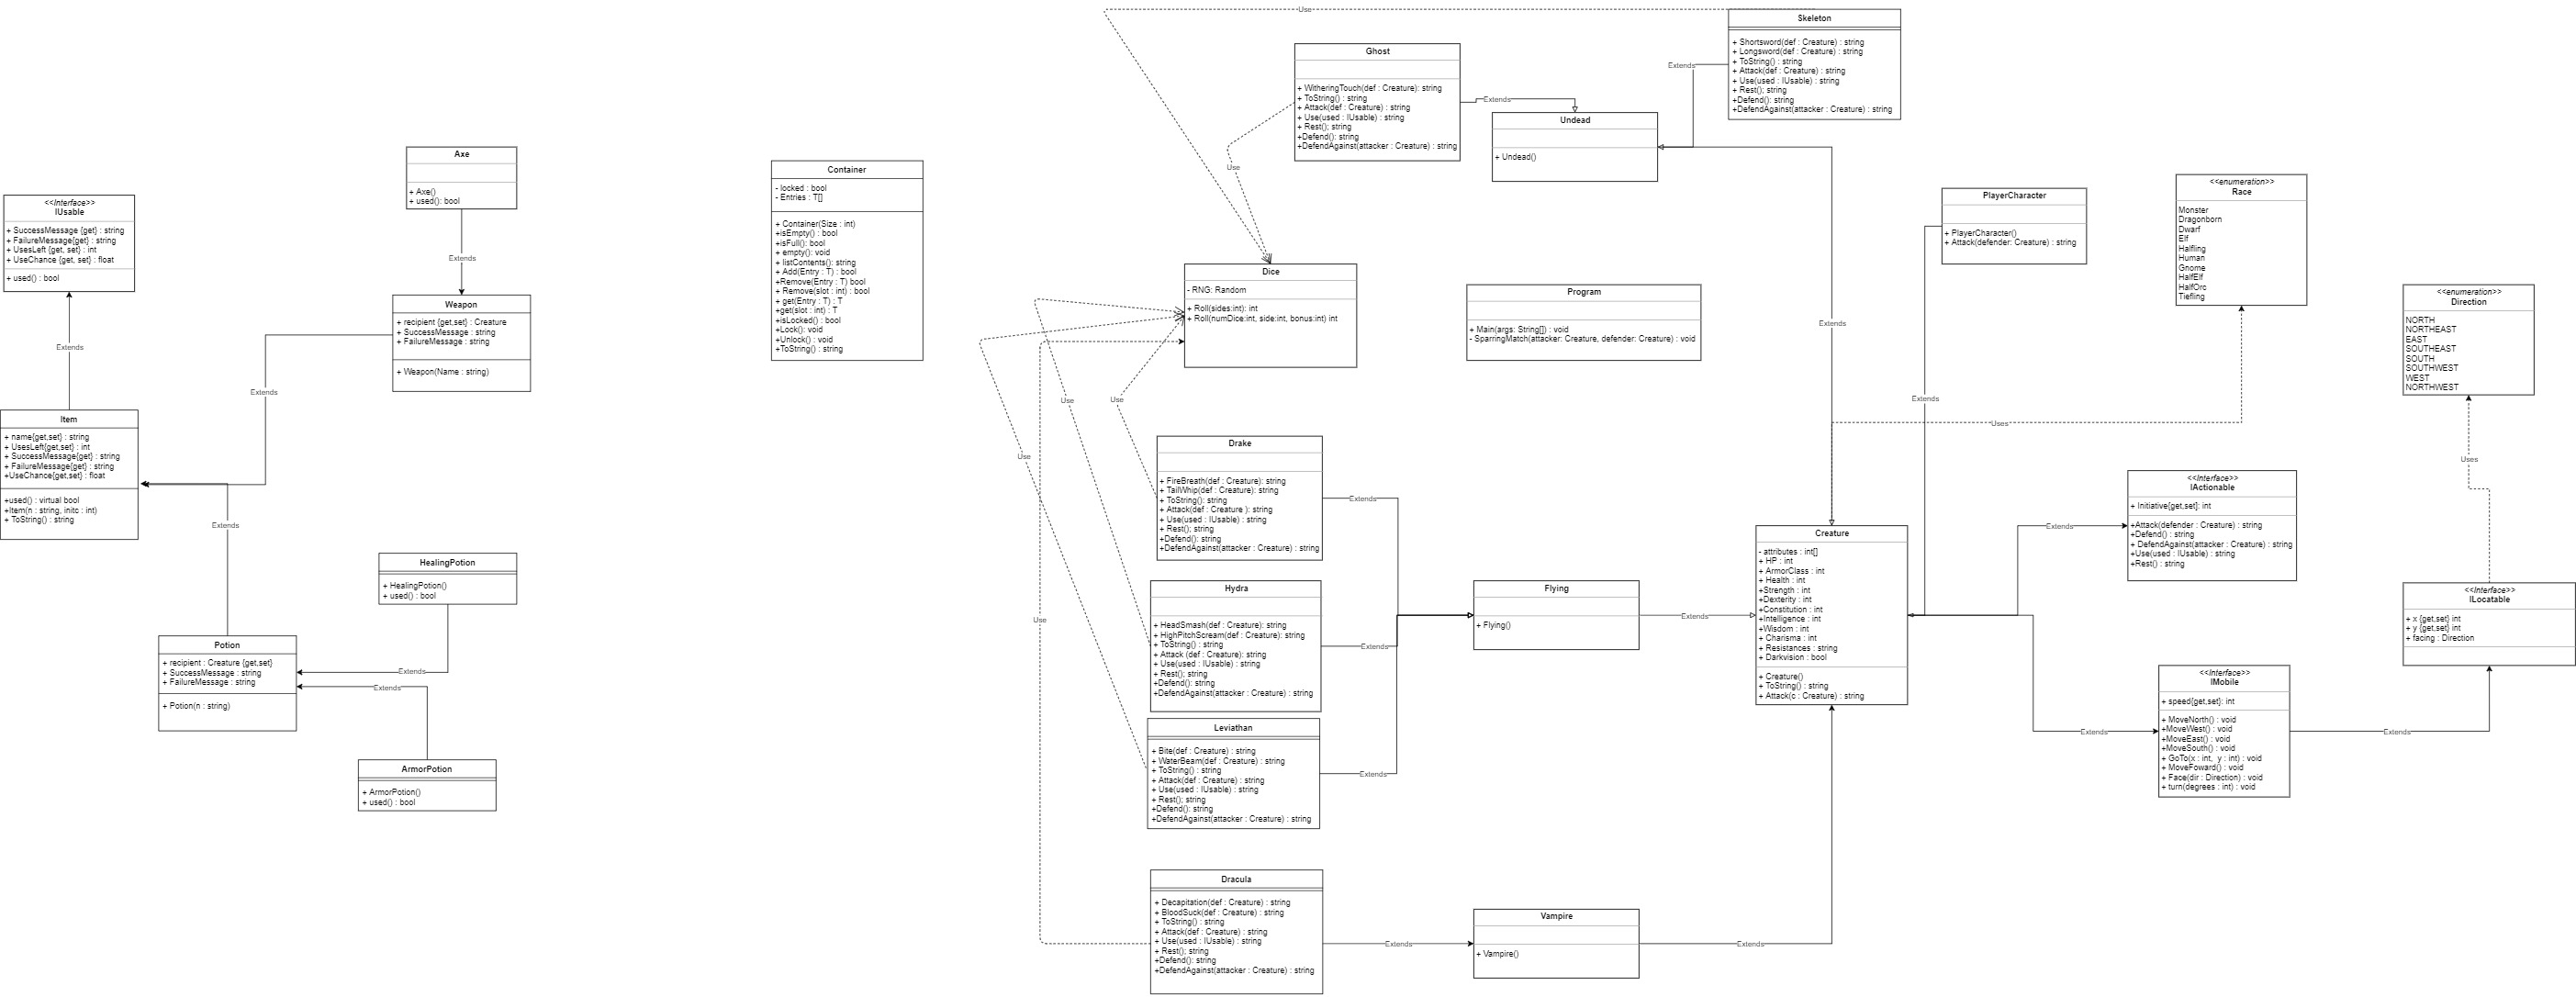 <<Interface>>
IUsable
+ SuccessMessage {get} : string
+ FailureMessage{get} : string
+ UsesLeft {get, set} : int
+ UseChance {get, set} : float
+ used() : bool
Extends
Item
+ name{get,set} : string
+ UsesLeft{get,set} : int
+ SuccessMessage{get} : string
+ FailureMessage{get} : string
+UseChance{get,set} : float
+used() : virtual bool
+Item(n : string, initc : int)
+ ToString() : string
Axe
+ Axe()
+ used(): bool
Extends
Weapon
+ recipient {get,set} : Creature
+ SuccessMessage : string
+ FailureMessage : string
+ Weapon(Name : string)
Extends
Extends
Potion
+ recipient : Creature {get,set}
+ SuccessMessage : string
+ FailureMessage : string
+ Potion(n : string)
HealingPotion
+ HealingPotion()
+ used() : bool
Extends
Extends
ArmorPotion
+ ArmorPotion()
+ used() : bool
Container
- locked : bool
- Entries : T[]
+ Container(Size : int)
+isEmpty() : bool
+isFull(): bool
+ empty(): void
+ listContents(): string
+ Add(Entry : T) : bool
+Remove(Entry : T) bool
+ Remove(slot : int) : bool
+ get(Entry : T) : T
+get(slot : int) : T
+isLocked() : bool
+Lock(): void
+Unlock() : void
+ToString() : string
Use
Ghost
+ WitheringTouch(def : Creature): string
+ ToString() : string
+ Attack(def : Creature) : string
+ Use(used : IUsable) : string
+ Rest(); string
+Defend(): string
+DefendAgainst(attacker : Creature) : string
Use
Extends
Undead
+ Undead()
Extends
Skeleton
+ Shortsword(def : Creature) : string
+ Longsword(def : Creature) : string
+ ToString() : string
+ Attack(def : Creature) : string
+ Use(used : IUsable) : string
+ Rest(); string
+Defend(): string
+DefendAgainst(attacker : Creature) : string
Dice
- RNG: Random
+ Roll(sides:int): int
+ Roll(numDice:int, side:int, bonus:int) int
Program
+ Main(args: String[]) : void
- SparringMatch(attacker: Creature, defender: Creature) : void
Use
Use
Use
Use
Drake
+ FireBreath(def : Creature): string
+ TailWhip(def : Creature): string
+ ToString(): string
+ Attack(def : Creature ): string
+ Use(used : IUsable) : string
+ Rest(); string
+Defend(): string
+DefendAgainst(attacker : Creature) : string
Extends
Hydra
+ HeadSmash(def : Creature): string
+ HighPitchScream(def : Creature): string
+ ToString() : string
+ Attack (def : Creature): string
+ Use(used : IUsable) : string
+ Rest(); string
+Defend(): string
+DefendAgainst(attacker : Creature) : string
Extends
Leviathan
+ Bite(def : Creature) : string
+ WaterBeam(def : Creature) : string
+ ToString() : string
+ Attack(def : Creature) : string
+ Use(used : IUsable) : string
+ Rest(); string
+Defend(): string
+DefendAgainst(attacker : Creature) : string
Extends
Flying
+ Flying()
Extends
Dracula
+ Decapitation(def : Creature) : string
+ BloodSuck(def : Creature) : string
+ ToString() : string
+ Attack(def : Creature) : string
+ Use(used : IUsable) : string
+ Rest(); string
+Defend(): string
+DefendAgainst(attacker : Creature) : string
Extends
Vampire
+ Vampire()
Extends
Extends
Creature
- attributes : int[]
+ HP : int
+ ArmorClass : int
+ Health : int
+Strength : int
+Dexterity : int
+Constitution : int
+Intelligence : int
+Wisdom : int
+ Charisma : int
+ Resistances : string
+ Darkvision : bool
+ Creature()
+ ToString() : string
+ Attack(c : Creature) : string
PlayerCharacter
+ PlayerCharacter()
+ Attack(defender: Creature) : string
Extends
Uses
<<enumeration>>
Race
Monster
Dragonborn
Dwarf
Elf
Halfling
Human
Gnome
HalfElf
HalfOrc
Tiefling
<<enumeration>>
Direction
NORTH
NORTHEAST
EAST
SOUTHEAST
SOUTH
SOUTHWEST
WEST
NORTHWEST
Uses
<<Interface>>
IActionable
+ Initiative{get,set}: int
+Attack(defender : Creature) : string
+Defend() : string
+ DefendAgainst(attacker : Creature) : string
+Use(used : IUsable) : string
+Rest() : string
Extends
<<Interface>>
ILocatable
+ x {get,set} int
+ y {get,set} int
+ facing : Direction
<<Interface>>
IMobile
+ speed{get,set}: int
+ MoveNorth() : void
+MoveWest() : void
+MoveEast() : void
+MoveSouth() : void
+ GoTo(x : int, y : int) : void
+ MoveFoward() : void
+ Face(dir : Direction) : void
+ turn(degrees : int) : void
Extends
Extends